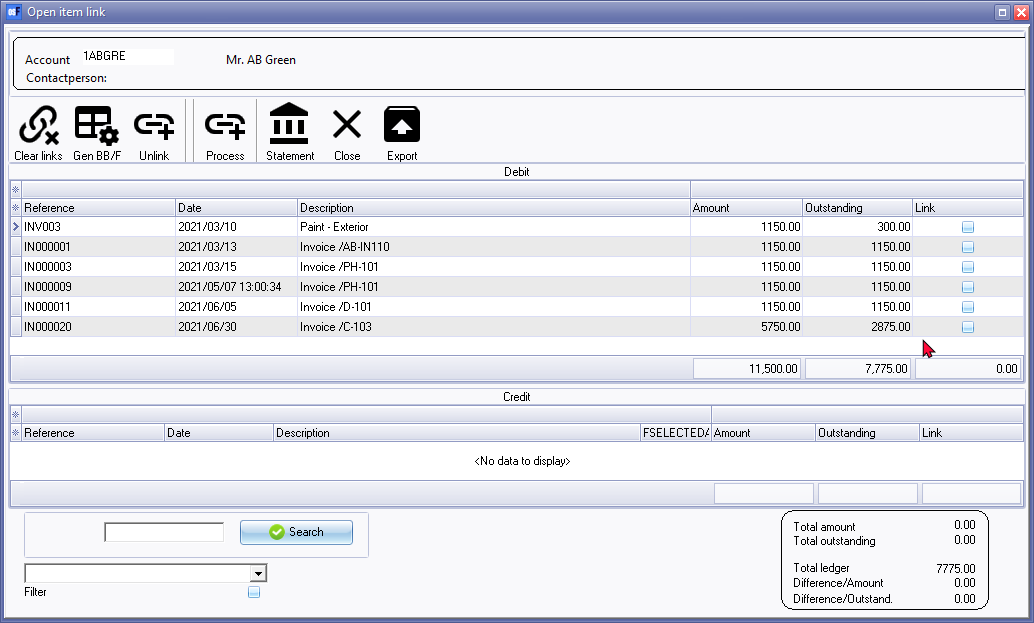 Open item link
Account 1ABGRE Mr. AB Green
Contactperson:
Clear links Gen BB/F Unlink Process Statement Close Export
Debit
Reference Date Description Amount Outstanding Link
INV003 2021/03/10 Paint - Exterior 1150.00 300.00
IN000001 2021/03/13 Invoice /AB-IN110 1150.00 1150.00
IN000003 2021/03/15 Invoice /PH-101 1150.00 1150.00
IN000009 2021/05/07 13:00:34 Invoice /PH-101 1150.00 1150.00
IN000011 2021/06/05 Invoice /D-101 1150.00 1150.00
IN000020 2021/06/30 Invoice /C-103 5750.00 2875.00
11,500.00 7,775.00 0.00
Credit
Reference Date Description FSELECTEDA Amount Outstanding Link
<No data to display>
Search
Filter
Total amount 0.00
Total outstanding 0.00
Total ledger 7775.00
Difference/Amount 0.00
Difference/Outstand. 0.00